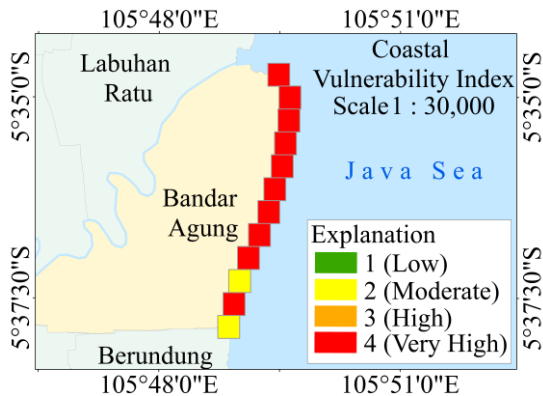 105°48'0"E
105°51'0"E
Coastal
Vulnerability Index
Scale 1 : 30,000
Labuhan
Ratu
5°35'0"S
5°35'0"S
Java Sea
Bandar
Agung
Explanation
1 (Low)
2 (Moderate)
3 (High)
4 (Very High)
5°37'30"S
5°37'30"S
Berundung
105°48'0"E
105°51'0"E